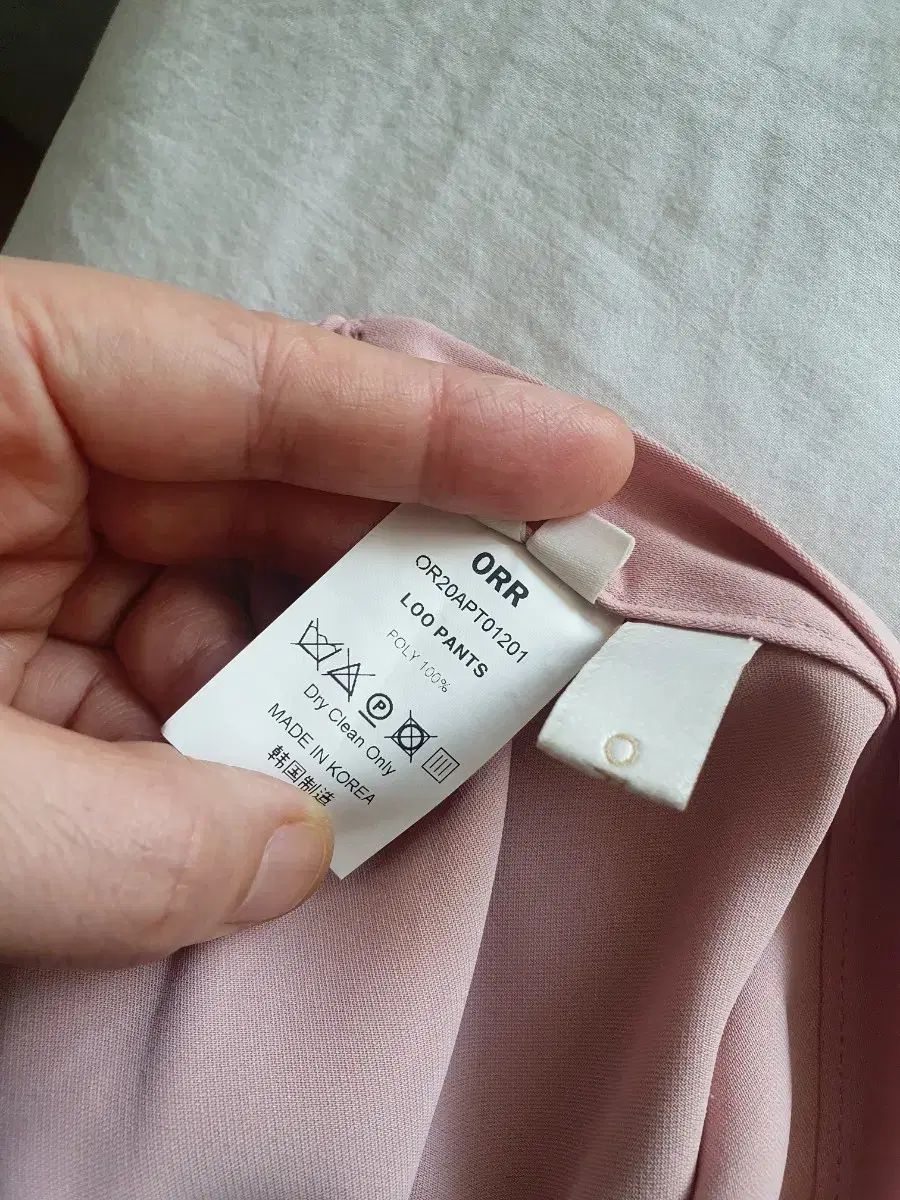 ORR
OR20APT01201
LOO PANTS
POLY 100%
P
Dry Clean Only
MADE IN KOREA
韩国制造